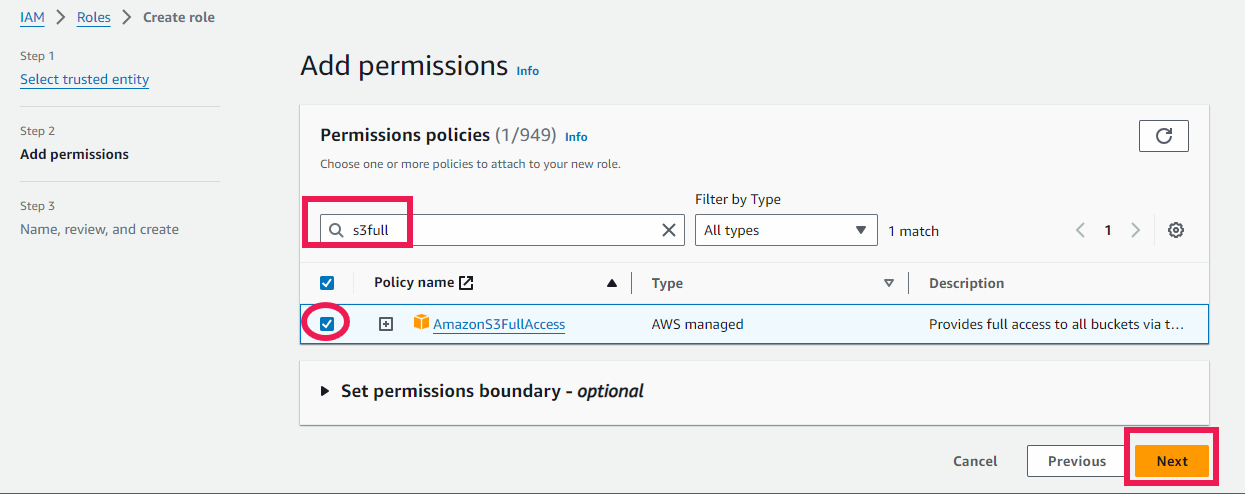 IAM > Roles > Create role
Step 1
Select trusted entity
Step 2
Add permissions
Step 3
Name, review, and create
Add permissions Info
Permissions policies (1/949) Info
Choose one or more policies to attach to your new role.
Filter by Type
s3full
All types
1 match
1
Policy name
Type
Description
AmazonS3FullAccess
AWS managed
Provides full access to all buckets via t...
Set permissions boundary - optional
Cancel
Previous
Next